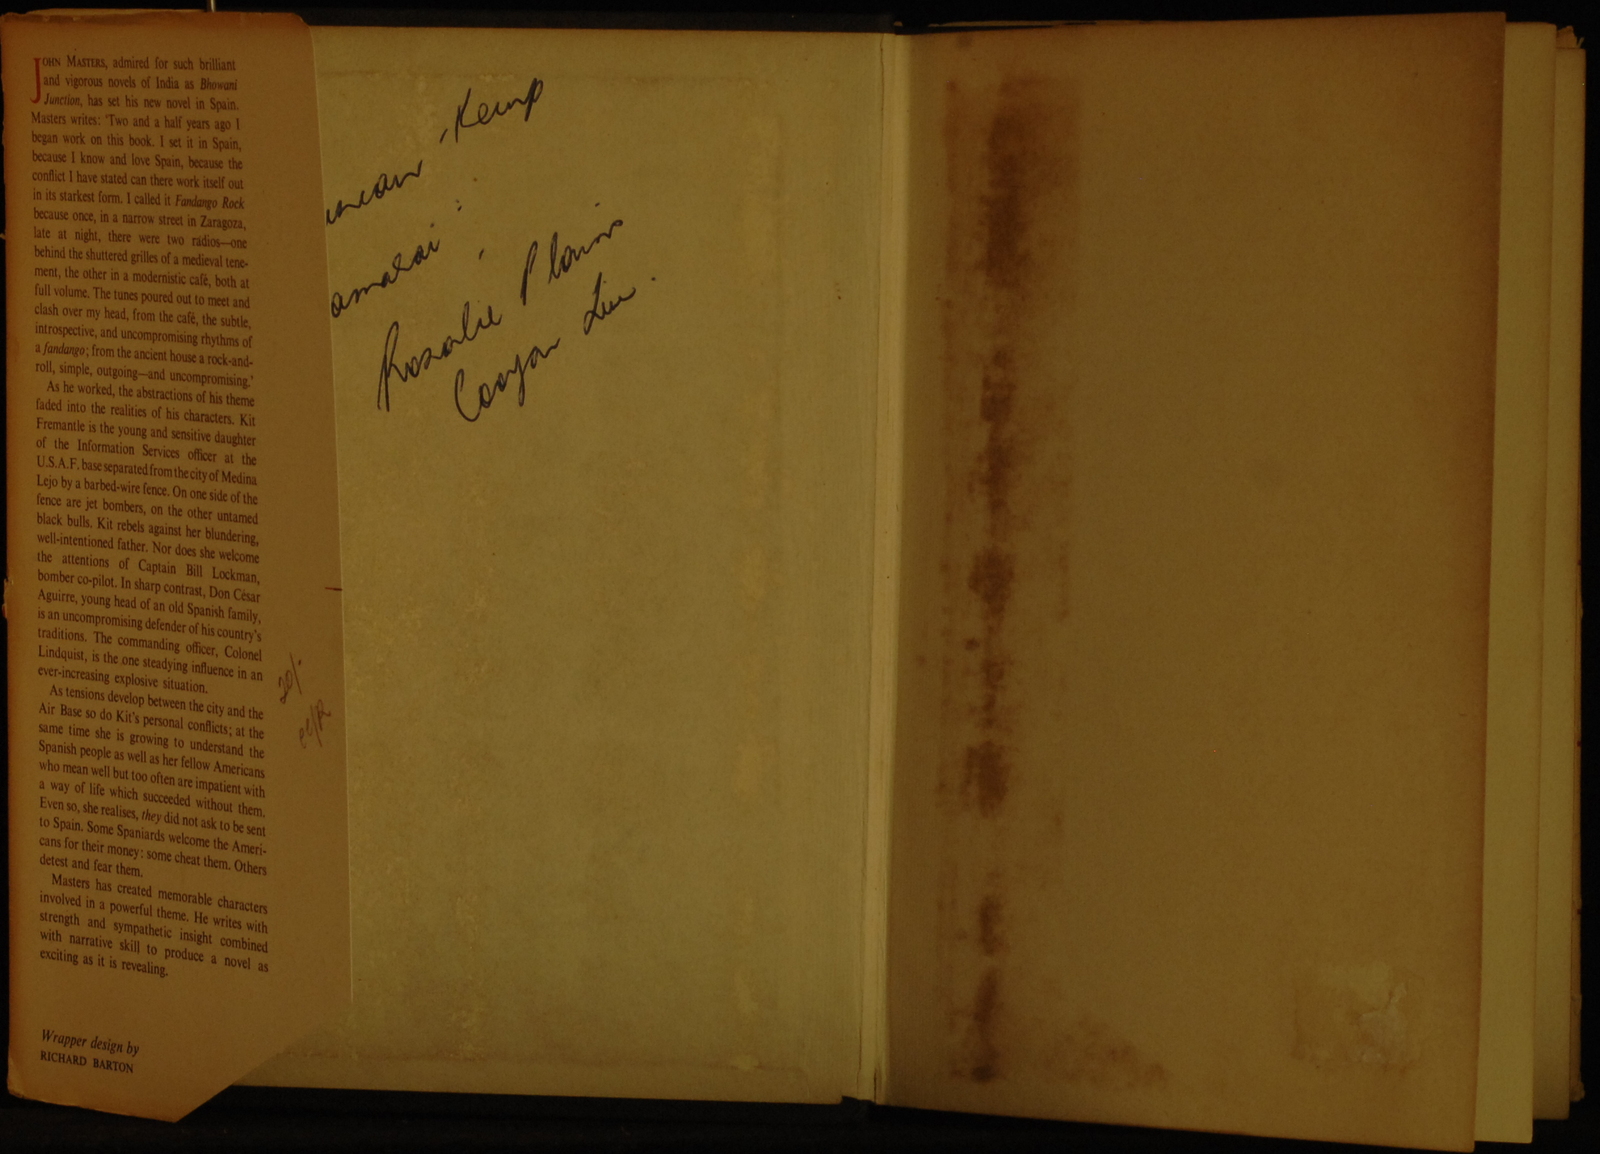 JOHN MASTERS, admired for such brilliant
and vigorous novels of India as Bhowani
Junction, has set his new novel in Spain.
Masters writes: 'Two and a half years ago I
began work on this book. I set it in Spain,
because I know and love Spain, because the
conflict I have stated can there work itself out
in its starkest form. I called it Fandango Rock
because once, in a narrow street in Zaragoza,
late at night, there were two radios—one
behind the shuttered grilles of a medieval tene-
ment, the other in a modernistic café, both at
full volume. The tunes poured out to meet and
clash over my head, from the café, the subtle,
introspective, and uncompromising rhythms of
a fandango; from the ancient house a rock-and-
roll, simple, outgoing—and uncompromising.'
As he worked, the abstractions of his theme
faded into the realities of his characters. Kit
Fremantle is the young and sensitive daughter
of the Information Services officer at the
U.S.A.F. base separated from the city of Medina
Lejo by a barbed-wire fence. On one side of the
fence are jet bombers, on the other untamed
black bulls. Kit rebels against her blundering,
well-intentioned father. Nor does she welcome
the attentions of Captain Bill Lockman,
bomber co-pilot. In sharp contrast, Don César
Aguirre, young head of an old Spanish family,
is an uncompromising defender of his country's
traditions. The commanding officer, Colonel
Lindquist, is the one steadying influence in an
ever-increasing explosive situation.
As tensions develop between the city and the
Air Base so do Kit's personal conflicts; at the
same time she is growing to understand the
Spanish people as well as her fellow Americans
who mean well but too often are impatient with
a way of life which succeeded without them.
Even so, she realises, they did not ask to be sent
to Spain. Some Spaniards welcome the Ameri-
cans for their money: some cheat them. Others
detest and fear them.
Masters has created memorable characters
involved in a powerful theme. He writes with
strength and sympathetic insight combined
with narrative skill to produce a novel as
exciting as it is revealing.
Wrapper design by
RICHARD BARTON
20/-
Kemp
Rosalie Plains
Cooyar Line.